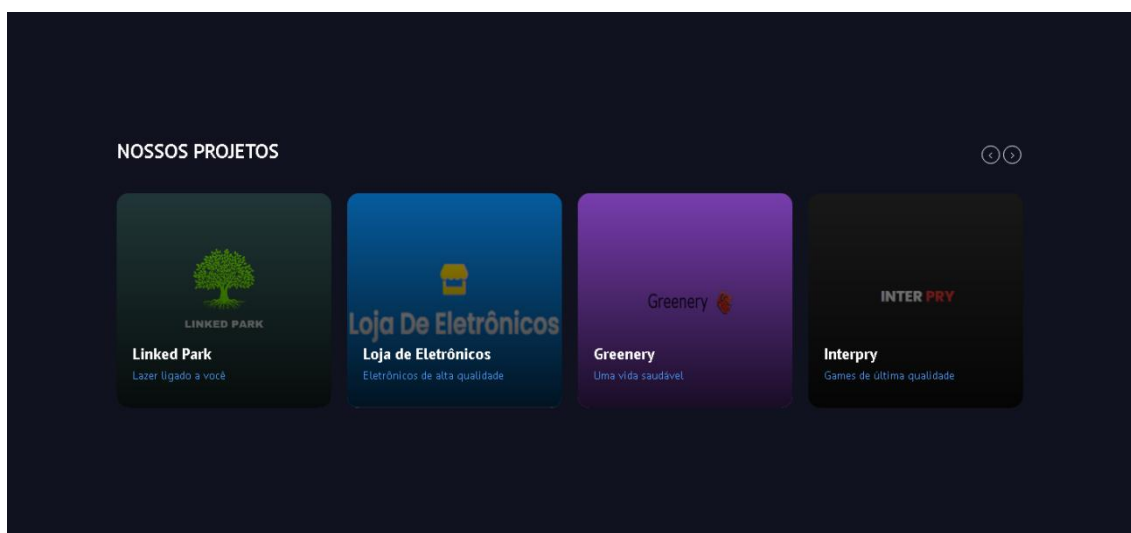 NOSSOS PROJETOS
LINKED PARK
Linked Park
Lazer ligado a você
Loja De Eletrônicos
Loja de Eletrônicos
Eletrônicos de alta qualidade
Greenery
Greenery
Uma vida saudável
INTER PRY
Interpry
Games de última qualidade